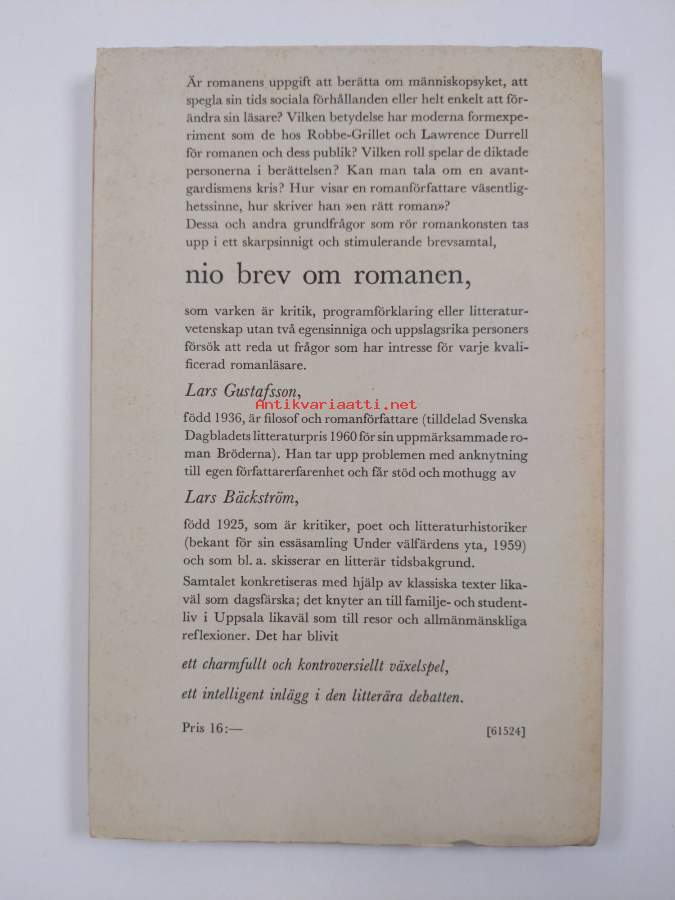 Är romanens uppgift att berätta om människopsyket, att
spegla sin tids sociala förhållanden eller helt enkelt att för-
ändra sin läsare? Vilken betydelse har moderna formexpe-
riment som de hos Robbe-Grillet och Lawrence Durrell
för romanen och dess publik? Vilken roll spelar de diktade
personerna i berättelsen? Kan man tala om en avant-
gardismens kris? Hur visar en romanförfattare väsentlig-
hetssinne, hur skriver han »en rätt roman»?
Dessa och andra grundfrågor som rör romankonsten tas
upp i ett skarpsinnigt och stimulerande brevsamtal,
nio brev om romanen,
som varken är kritik, programförklaring eller litteratur-
vetenskap utan två egensinniga och uppslagsrika personers
försök att reda ut frågor som har intresse för varje kvali-
ficerad romanläsare.
Lars Gustafsson,
Antikvariaatti.net
född 1936, är filosof och romanförfattare (tilldelad Svenska
Dagbladets litteraturpris 1960 för sin uppmärksammade ro-
man Bröderna). Han tar upp problemen med anknytning
till egen författarerfarenhet och får stöd och mothugg av
Lars Bäckström,
född 1925, som är kritiker, poet och litteraturhistoriker
(bekant för sin essäsamling Under välfärdens yta, 1959)
och som bl. a. skisserar en litterär tidsbakgrund.
Samtalet konkretiseras med hjälp av klassiska texter lika-
väl som dagsfärska; det knyter an till familje- och student-
liv i Uppsala likaväl som till resor och allmänmänskliga
reflexioner. Det har blivit
ett charmfullt och kontroversiellt växelspel,
ett intelligent inlägg i den litterära debatten.
Pris 16:—
[61524]